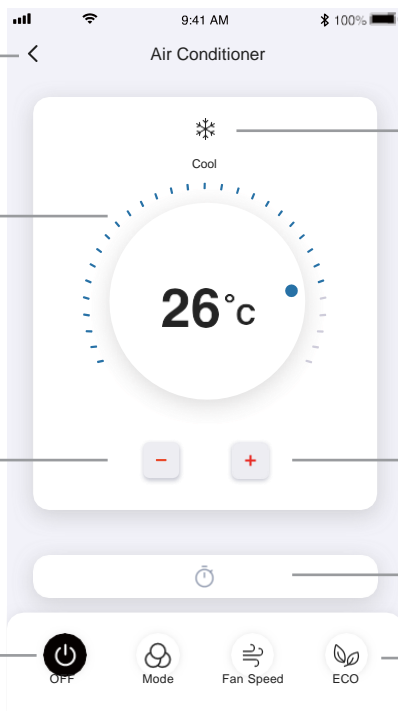 9:41 AM
100%
Air Conditioner
Cool
26°C
−
+
OFF
Mode
Fan Speed
ECO